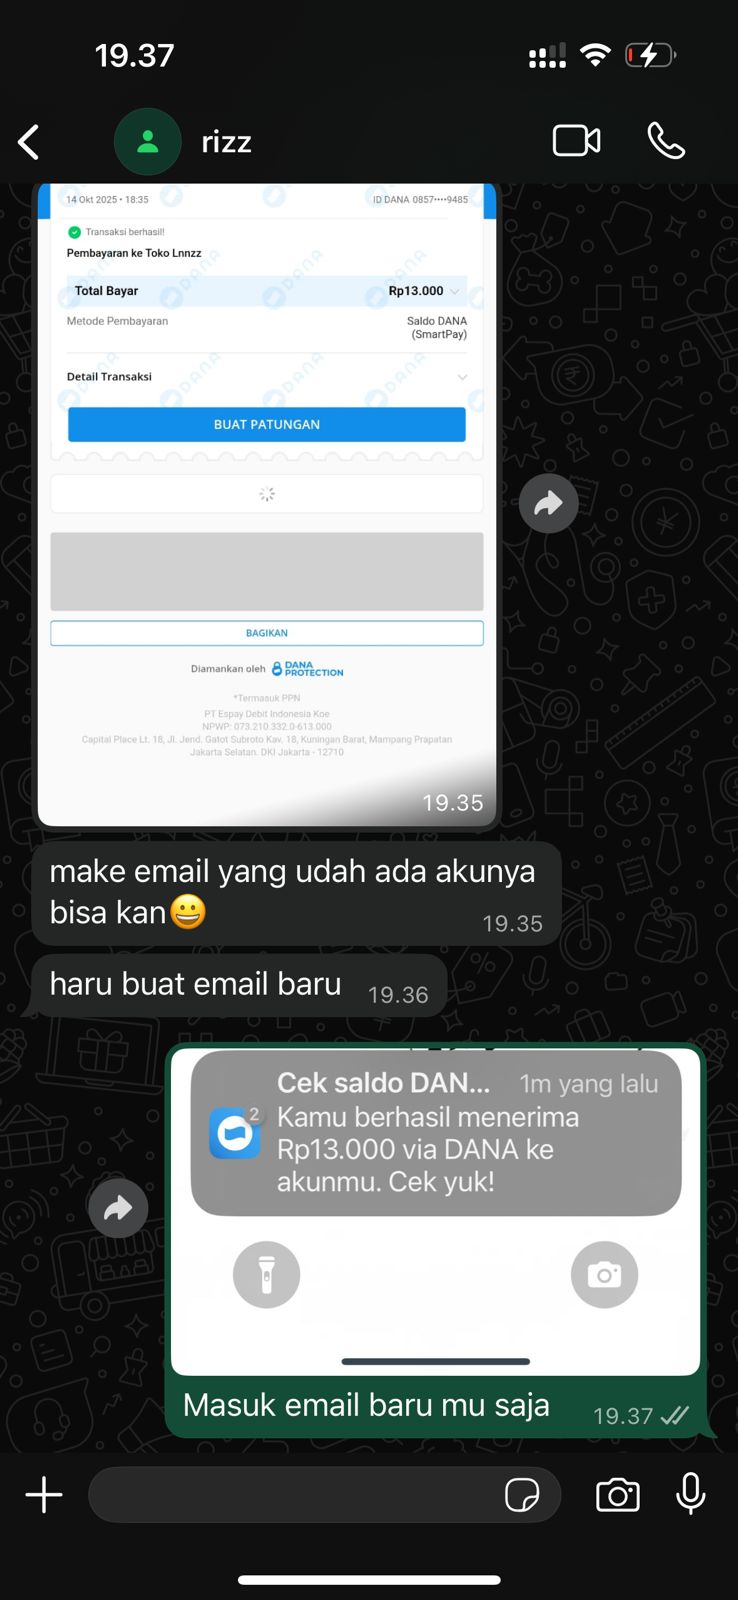 19.37
rizz
14 Okt 2025 • 18:35
ID DANA 0857••••9485
Transaksi berhasil!
Pembayaran ke Toko Lnnzz
Total Bayar
Rp13.000
Metode Pembayaran
Saldo DANA
(SmartPay)
Detail Transaksi
BUAT PATUNGAN
BAGIKAN
Diamankan oleh DANA
PROTECTION
*Termasuk PPN
PT Espay Debit Indonesia Koe
NPWP: 073.210.332.0-613.000
Capital Place Lt. 18, Jl. Jend. Gatot Subroto Kav. 18, Kuningan Barat, Mampang Prapatan
Jakarta Selatan. DKI Jakarta - 12710
19.35
make email yang udah ada akunya
bisa kan😀
19.35
haru buat email baru
19.36
Cek saldo DAN...
1m yang lalu
2
Kamu berhasil menerima
Rp13.000 via DANA ke
akunmu. Cek yuk!
Masuk email baru mu saja
19.37